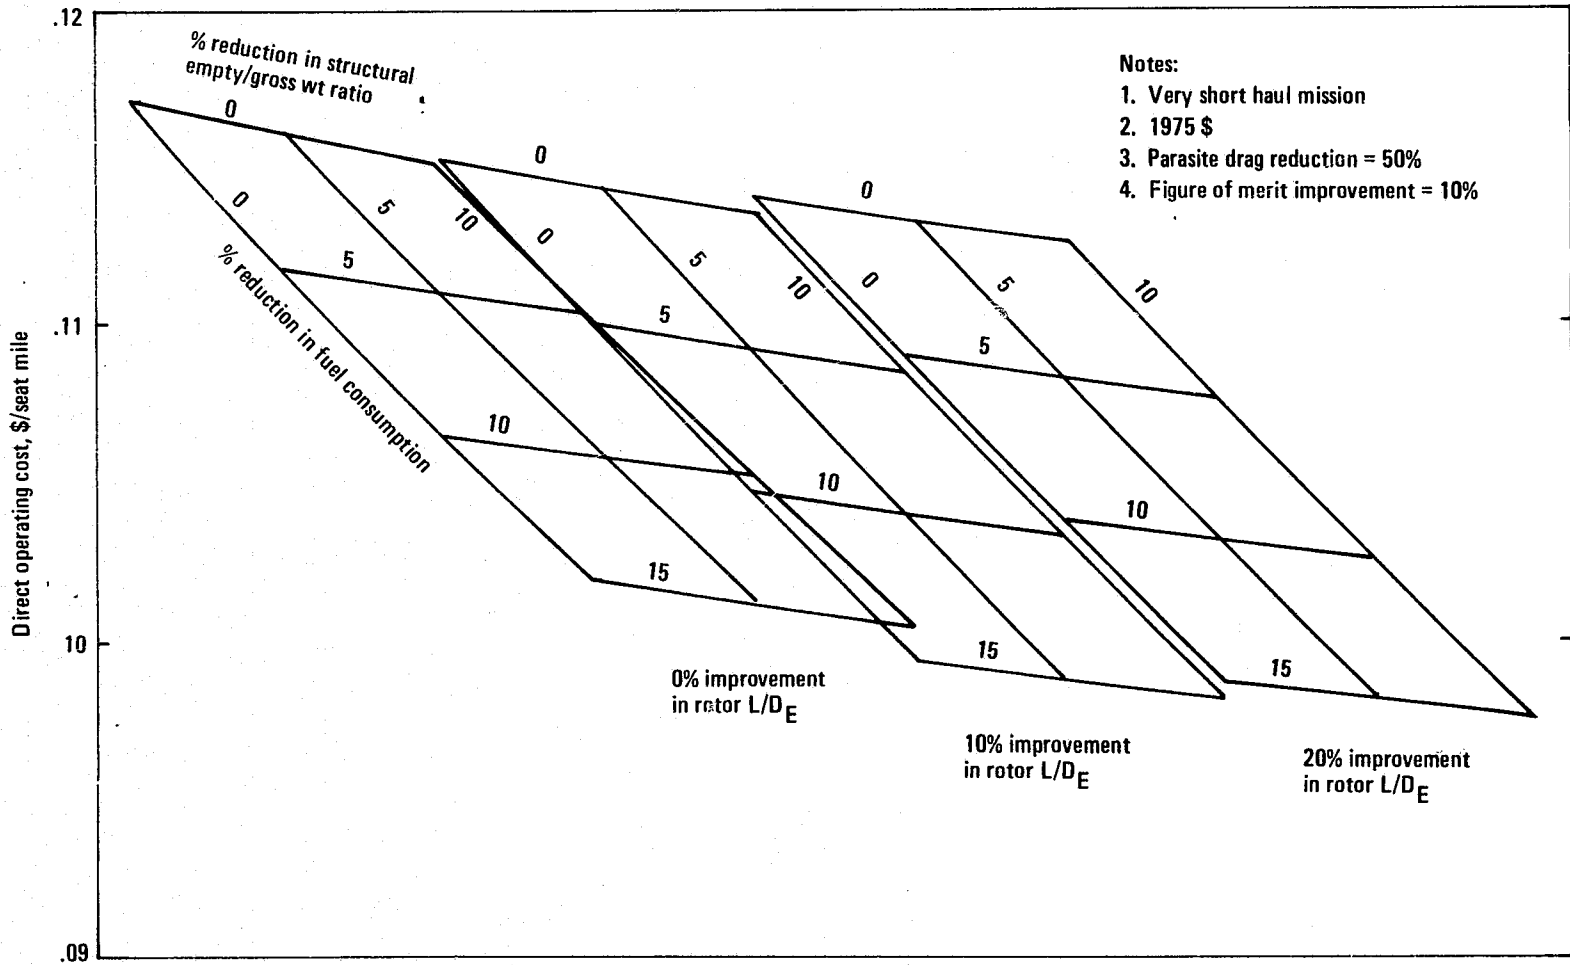 .12
.11
10
.09
Direct operating cost, $/seat mile
% reduction in structural
empty/gross wt ratio
% reduction in fuel consumption
Notes:
1. Very short haul mission
2. 1975 $
3. Parasite drag reduction = 50%
4. Figure of merit improvement = 10%
0
0
5
10
5
10
15
0% improvement
in rotor L/DE
0
0
5
10
5
10
15
10% improvement
in rotor L/DE
0
0
5
10
5
10
15
20% improvement
in rotor L/DE